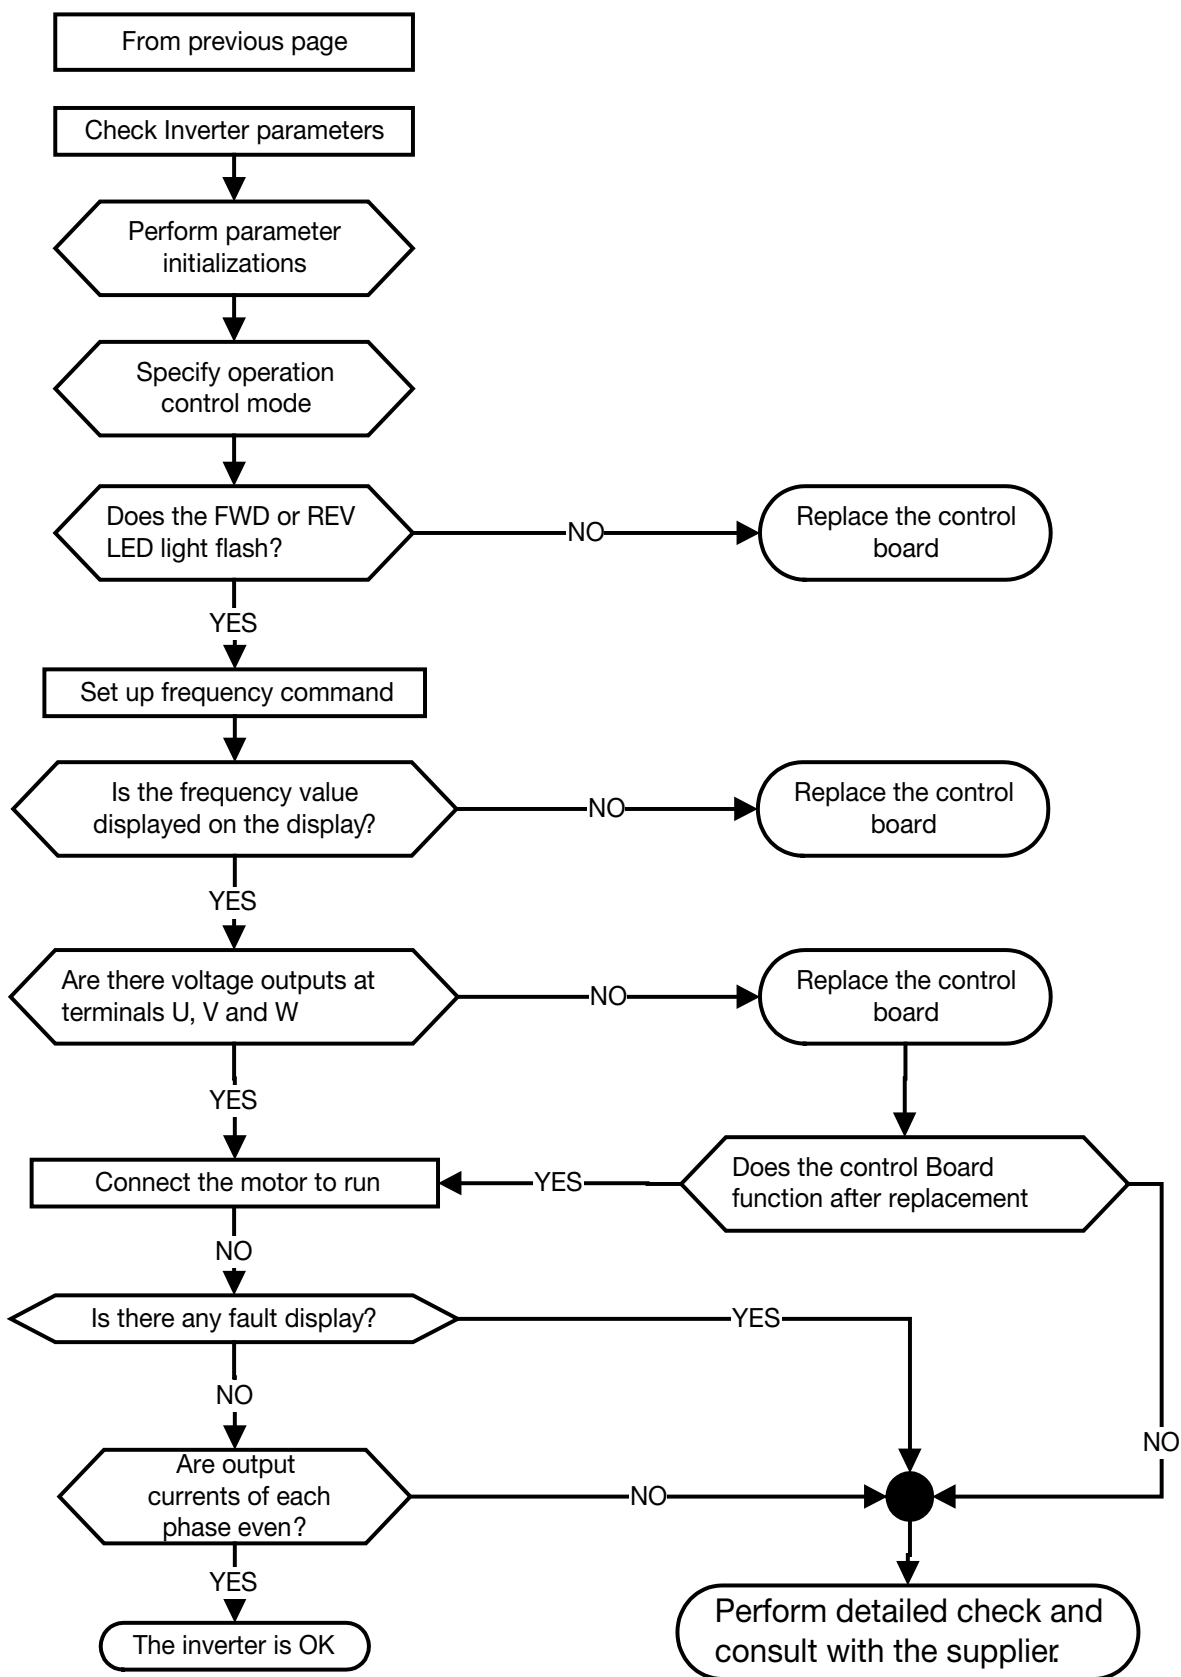 From previous page
Check Inverter parameters
Perform parameter
initializations
Specify operation
control mode
Does the FWD or REV
LED light flash?
NO
Replace the control
board
YES
Set up frequency command
Is the frequency value
displayed on the display?
NO
Replace the control
board
YES
Are there voltage outputs at
terminals U, V and W
NO
Replace the control
board
YES
Does the control Board
function after replacement
YES
Connect the motor to run
NO
Is there any fault display?
YES
NO
NO
Are output
currents of each
phase even?
NO
YES
The inverter is OK
Perform detailed check and
consult with the supplier.